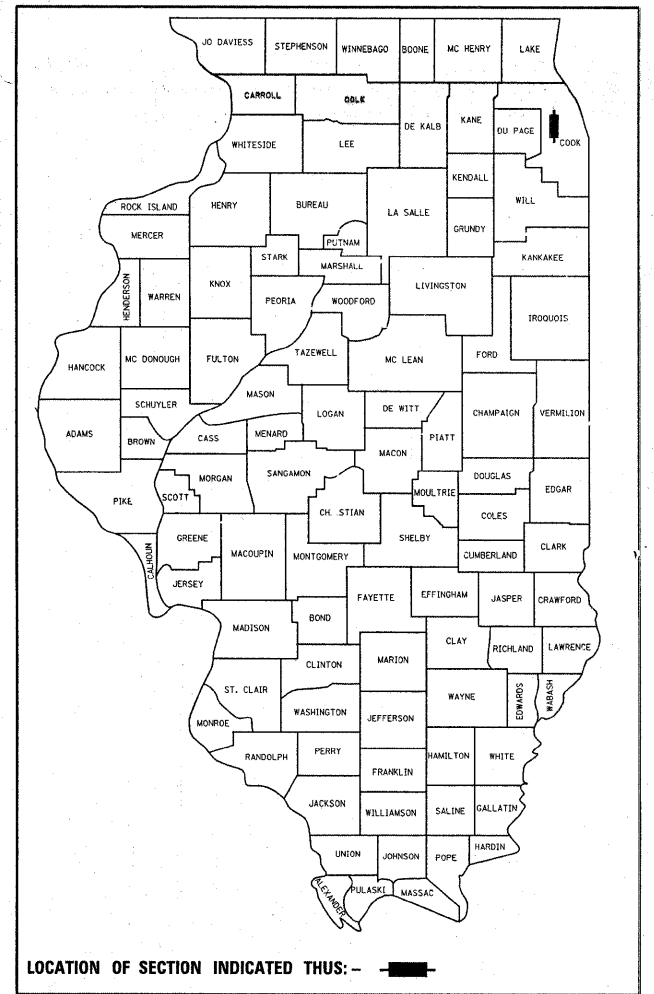 JO DAVIESS STEPHENSON WINNEBAGO BOONE MC HENRY LAKE
CARROLL OGLE
DE KALB KANE DU PAGE COOK
WHITESIDE LEE
KENDALL
ROCK ISLAND HENRY BUREAU LA SALLE WILL
MERCER PUTNAM GRUNDY
STARK MARSHALL KANKAKEE
HENDERSON WARREN KNOX PEORIA WOODFORD LIVINGSTON
IROQUOIS
HANCOCK MC DONOUGH FULTON TAZEWELL MC LEAN FORD
MASON
SCHUYLER LOGAN DE WITT CHAMPAIGN VERMILION
ADAMS BROWN CASS MENARD PIATT
MACON
MORGAN SANGAMON DOUGLAS EDGAR
PIKE SCOTT MOULTRIE
CH STIAN COLES
GREENE MACOUPIN SHELBY
CALHOUN MONTGOMERY CUMBERLAND CLARK
JERSEY
FAYETTE EFFINGHAM JASPER CRAWFORD
MADISON BOND
CLAY RICHLAND LAWRENCE
CLINTON MARION
ST. CLAIR WAYNE EDWARDS WABASH
WASHINGTON JEFFERSON
MONROE
RANDOLPH PERRY HAMILTON WHITE
FRANKLIN
JACKSON WILLIAMSON SALINE GALLATIN
UNION JOHNSON POPE HARDIN
ALEXANDER PULASKI MASSAC
LOCATION OF SECTION INDICATED THUS: -